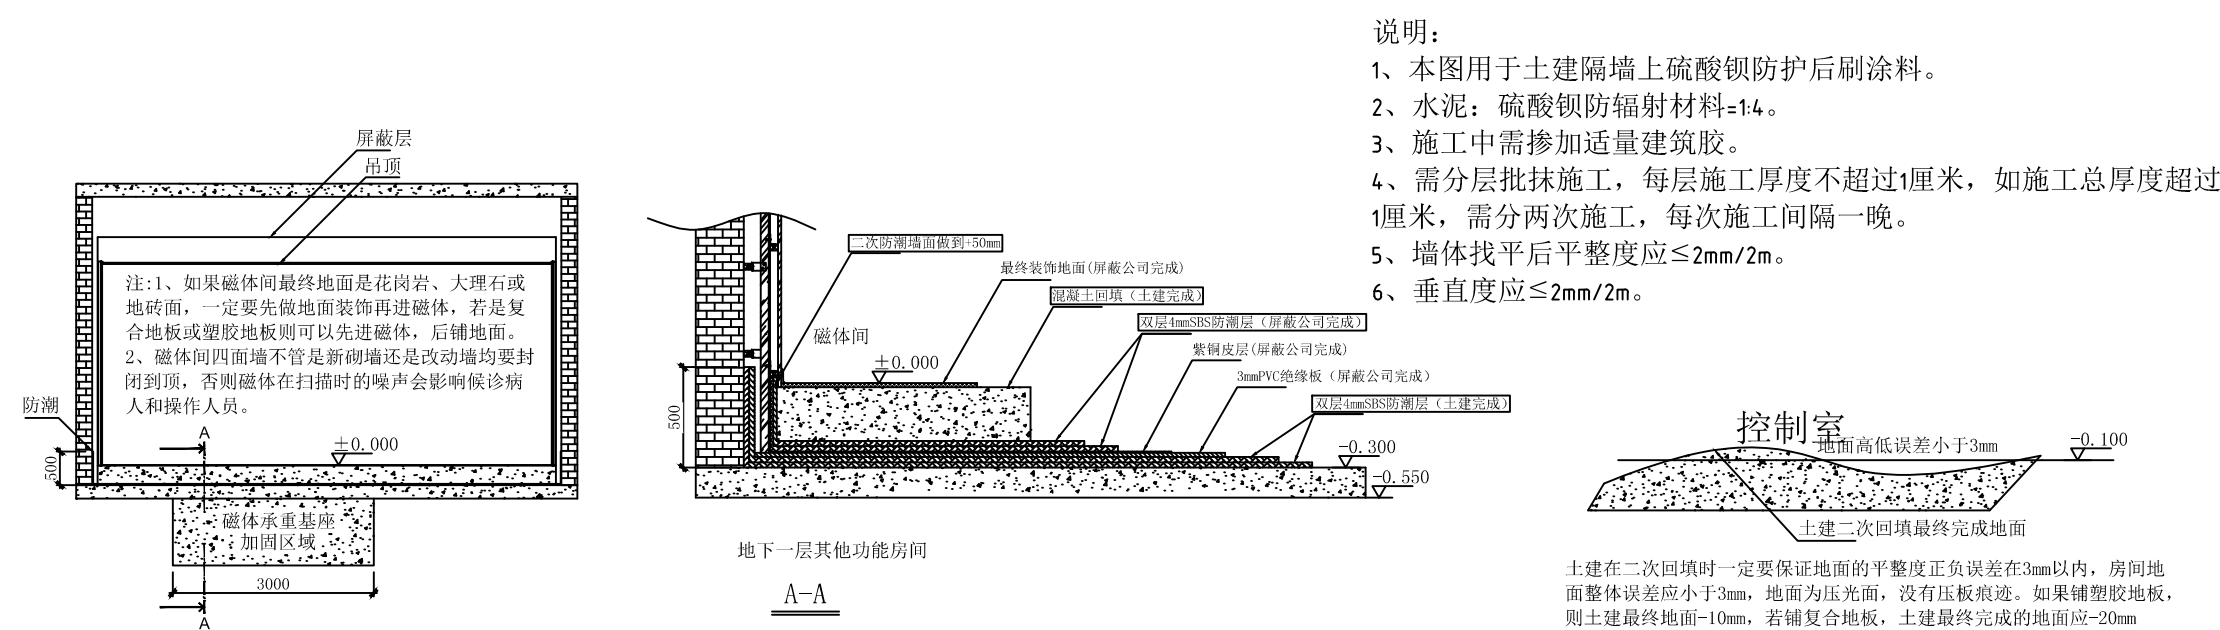 说明：
1、本图用于土建隔墙上硫酸钡防护后刷涂料。
2、水泥：硫酸钡防辐射材料=1:4。
3、施工中需掺加适量建筑胶。
4、需分层批抹施工，每层施工厚度不超过1厘米，如施工总厚度超过
1厘米，需分两次施工，每次施工间隔一晚。
5、墙体找平后平整度应≤2mm/2m。
6、垂直度应≤2mm/2m。
屏蔽层
吊顶
注:1、如果磁体间最终地面是花岗岩、大理石或
地砖面，一定要先做地面装饰再进磁体，若是复
合地板或塑胶地板则可以先进磁体，后铺地面。
2、磁体间四面墙不管是新砌墙还是改动墙均要封
闭到顶，否则磁体在扫描时的噪声会影响候诊病
人和操作人员。
防潮
500
A
±0.000
磁体承重基座
加固区域
3000
A
二次防潮墙面做到+50mm
最终装饰地面(屏蔽公司完成)
混凝土回填（土建完成）
双层4mmSBS防潮层（屏蔽公司完成）
磁体间
紫铜皮层(屏蔽公司完成)
±0.000
3mmPVC绝缘板（屏蔽公司完成）
双层4mmSBS防潮层（土建完成）
500
-0.300
-0.550
地下一层其他功能房间
A-A
控制室
地面高低误差小于3mm
-0.100
土建二次回填最终完成地面
土建在二次回填时一定要保证地面的平整度正负误差在3mm以内，房间地
面整体误差应小于3mm，地面为压光面，没有压板痕迹。如果铺塑胶地板，
则土建最终地面-10mm，若铺复合地板，土建最终完成的地面应-20mm